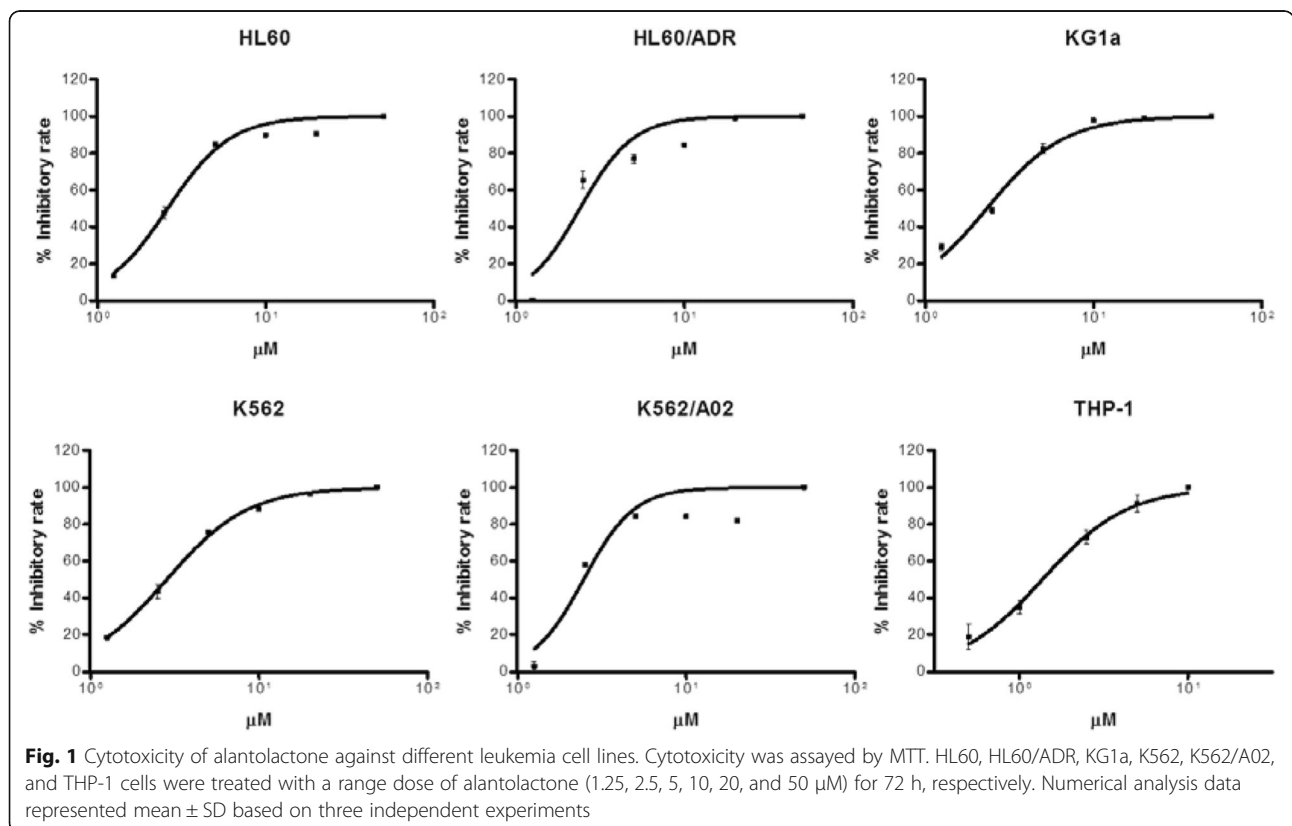 HL60
HL60/ADR
KG1a
% Inhibitory rate
120
100
80
60
40
20
0
10⁰
10¹
10²
µM
% Inhibitory rate
120
100
80
60
40
20
0
10⁰
10¹
10²
µM
% Inhibitory rate
120
100
80
60
40
20
0
10⁰
10¹
10²
µM
K562
K562/A02
THP-1
% Inhibitory rate
120
100
80
60
40
20
0
10⁰
10¹
10²
µM
% Inhibitory rate
120
100
80
60
40
20
0
10⁰
10¹
10²
µM
% Inhibitory rate
120
100
80
60
40
20
0
10⁰
10¹
µM
Fig. 1 Cytotoxicity of alantolactone against different leukemia cell lines. Cytotoxicity was assayed by MTT. HL60, HL60/ADR, KG1a, K562, K562/A02,
and THP-1 cells were treated with a range dose of alantolactone (1.25, 2.5, 5, 10, 20, and 50 µM) for 72 h, respectively. Numerical analysis data
represented mean ± SD based on three independent experiments